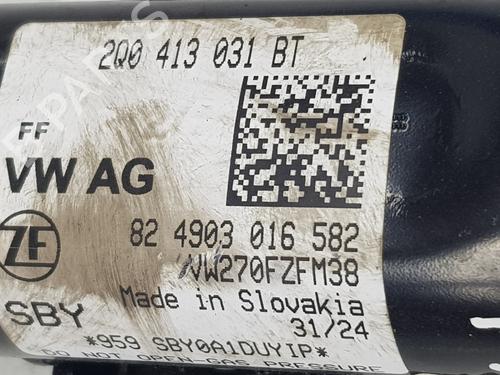 2Q0 413 031 BT
FF
VW AG
ZF
82 4903 016 582
VW270FZFM38
SBY
Made in Slovakia
31/24
*959 SBY0A1DUYIP*
DO NOT OPEN-GAS PRESSURE